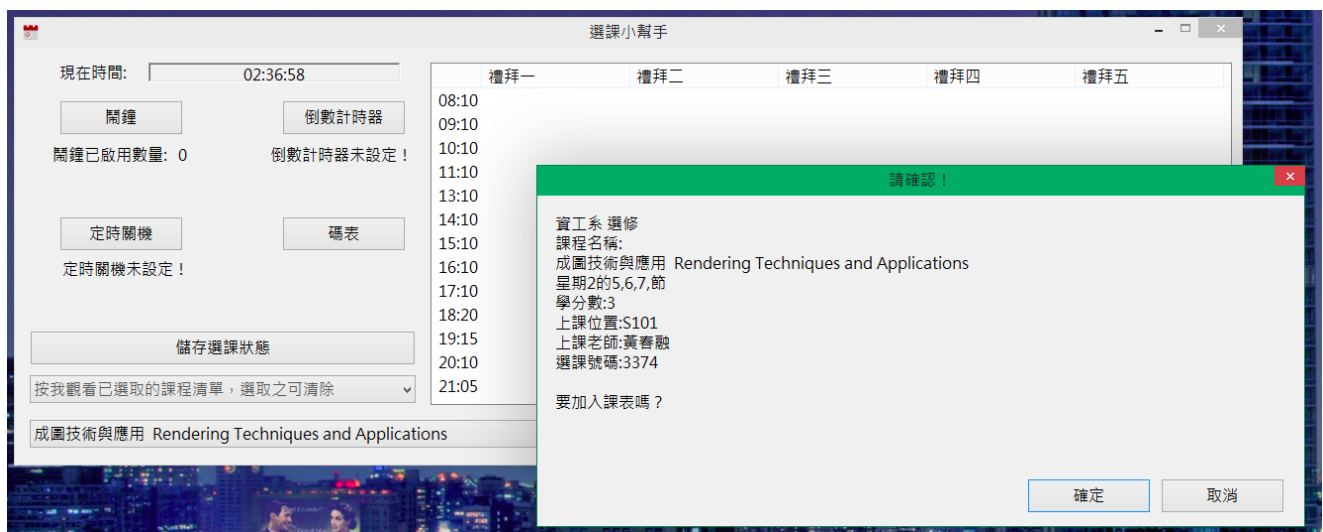 選課小幫手
現在時間: 02:36:58
鬧鐘 倒數計時器
鬧鐘已啟用數量: 0 倒數計時器未設定！
定時關機 碼表
定時關機未設定！
儲存選課狀態
按我觀看已選取的課程清單，選取之可清除
成圖技術與應用 Rendering Techniques and Applications
禮拜一 禮拜二 禮拜三 禮拜四 禮拜五
08:10
09:10
10:10
11:10
13:10
14:10
15:10
16:10
17:10
18:20
19:15
20:10
21:05
請確認！
資工系 選修
課程名稱:
成圖技術與應用 Rendering Techniques and Applications
星期2的5,6,7,節
學分數:3
上課位置:S101
上課老師:黃春融
選課號碼:3374
要加入課表嗎？
確定 取消